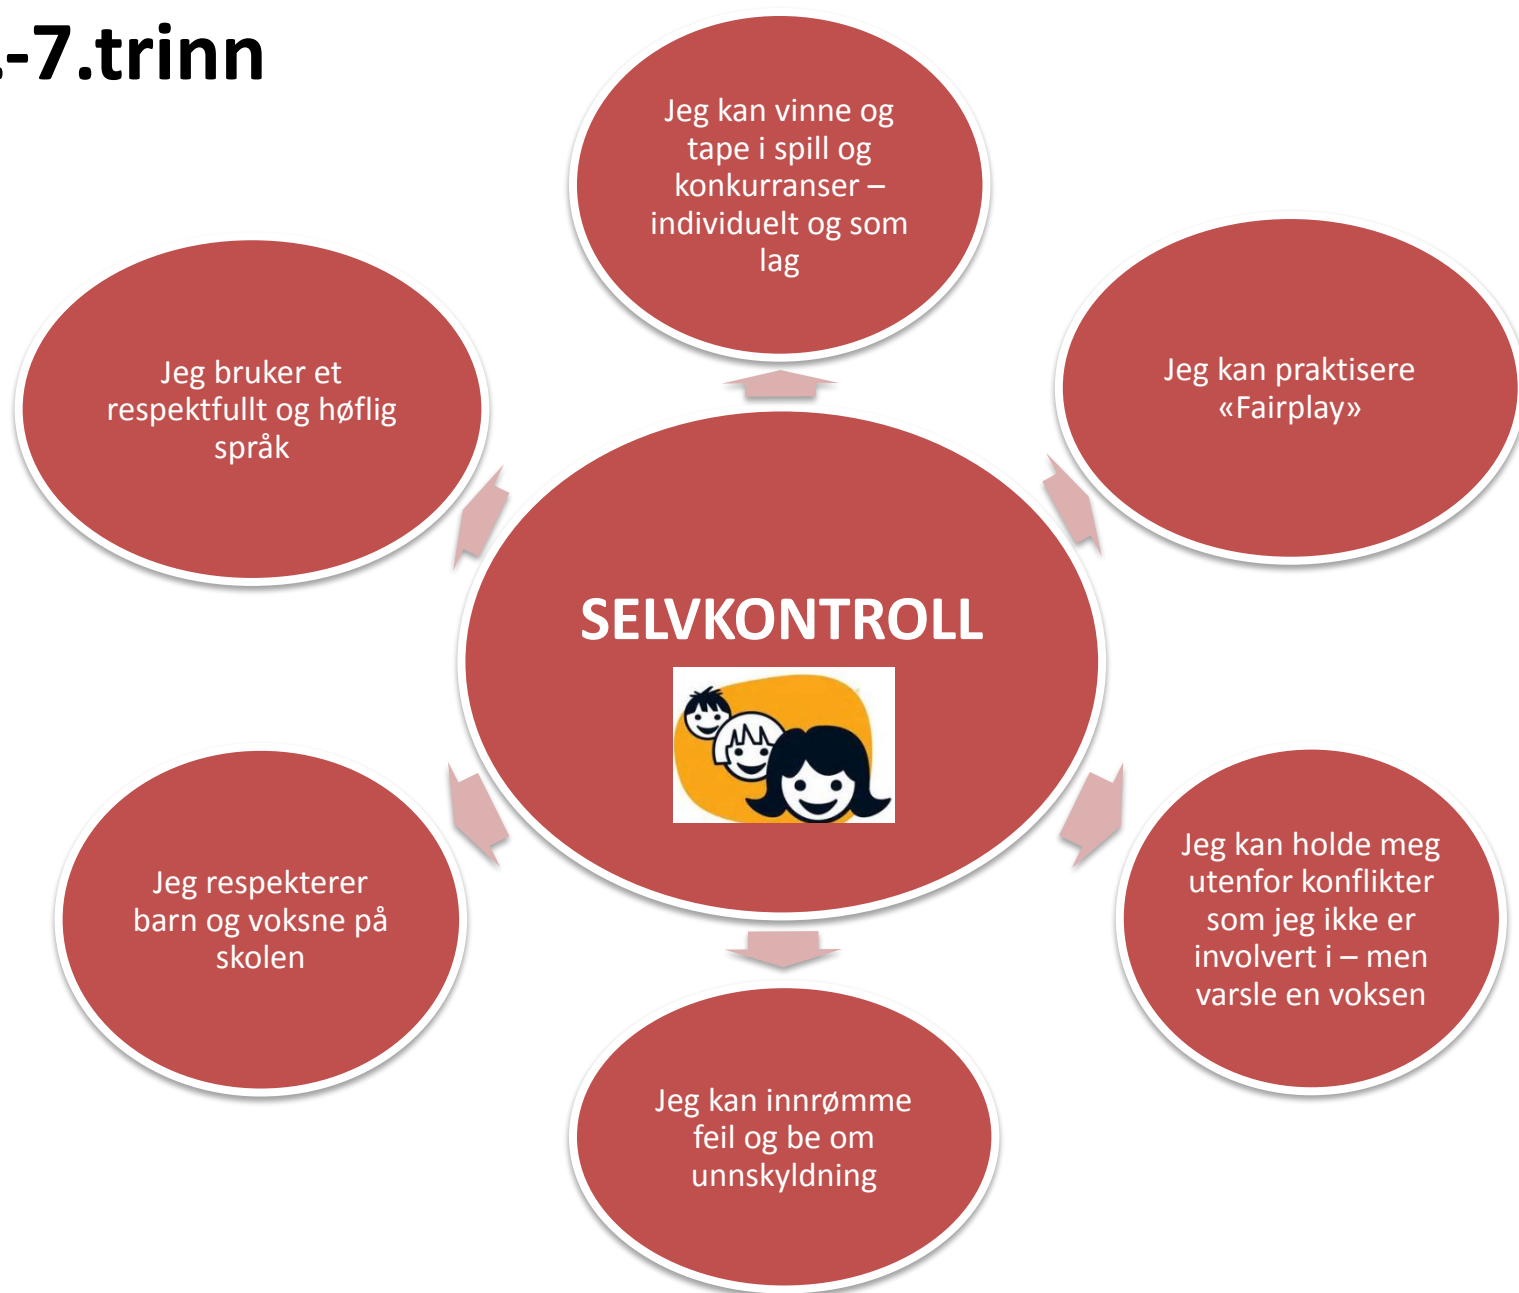 .-7.trinn
Jeg kan vinne og
tape i spill og
konkurranser –
individuelt og som
lag
Jeg kan praktisere
«Fairplay»
Jeg kan holde meg
utenfor konflikter
som jeg ikke er
involvert i – men
varsle en voksen
Jeg kan innrømme
feil og be om
unnskyldning
Jeg respekterer
barn og voksne på
skolen
Jeg bruker et
respektfullt og høflig
språk
SELVKONTROLL